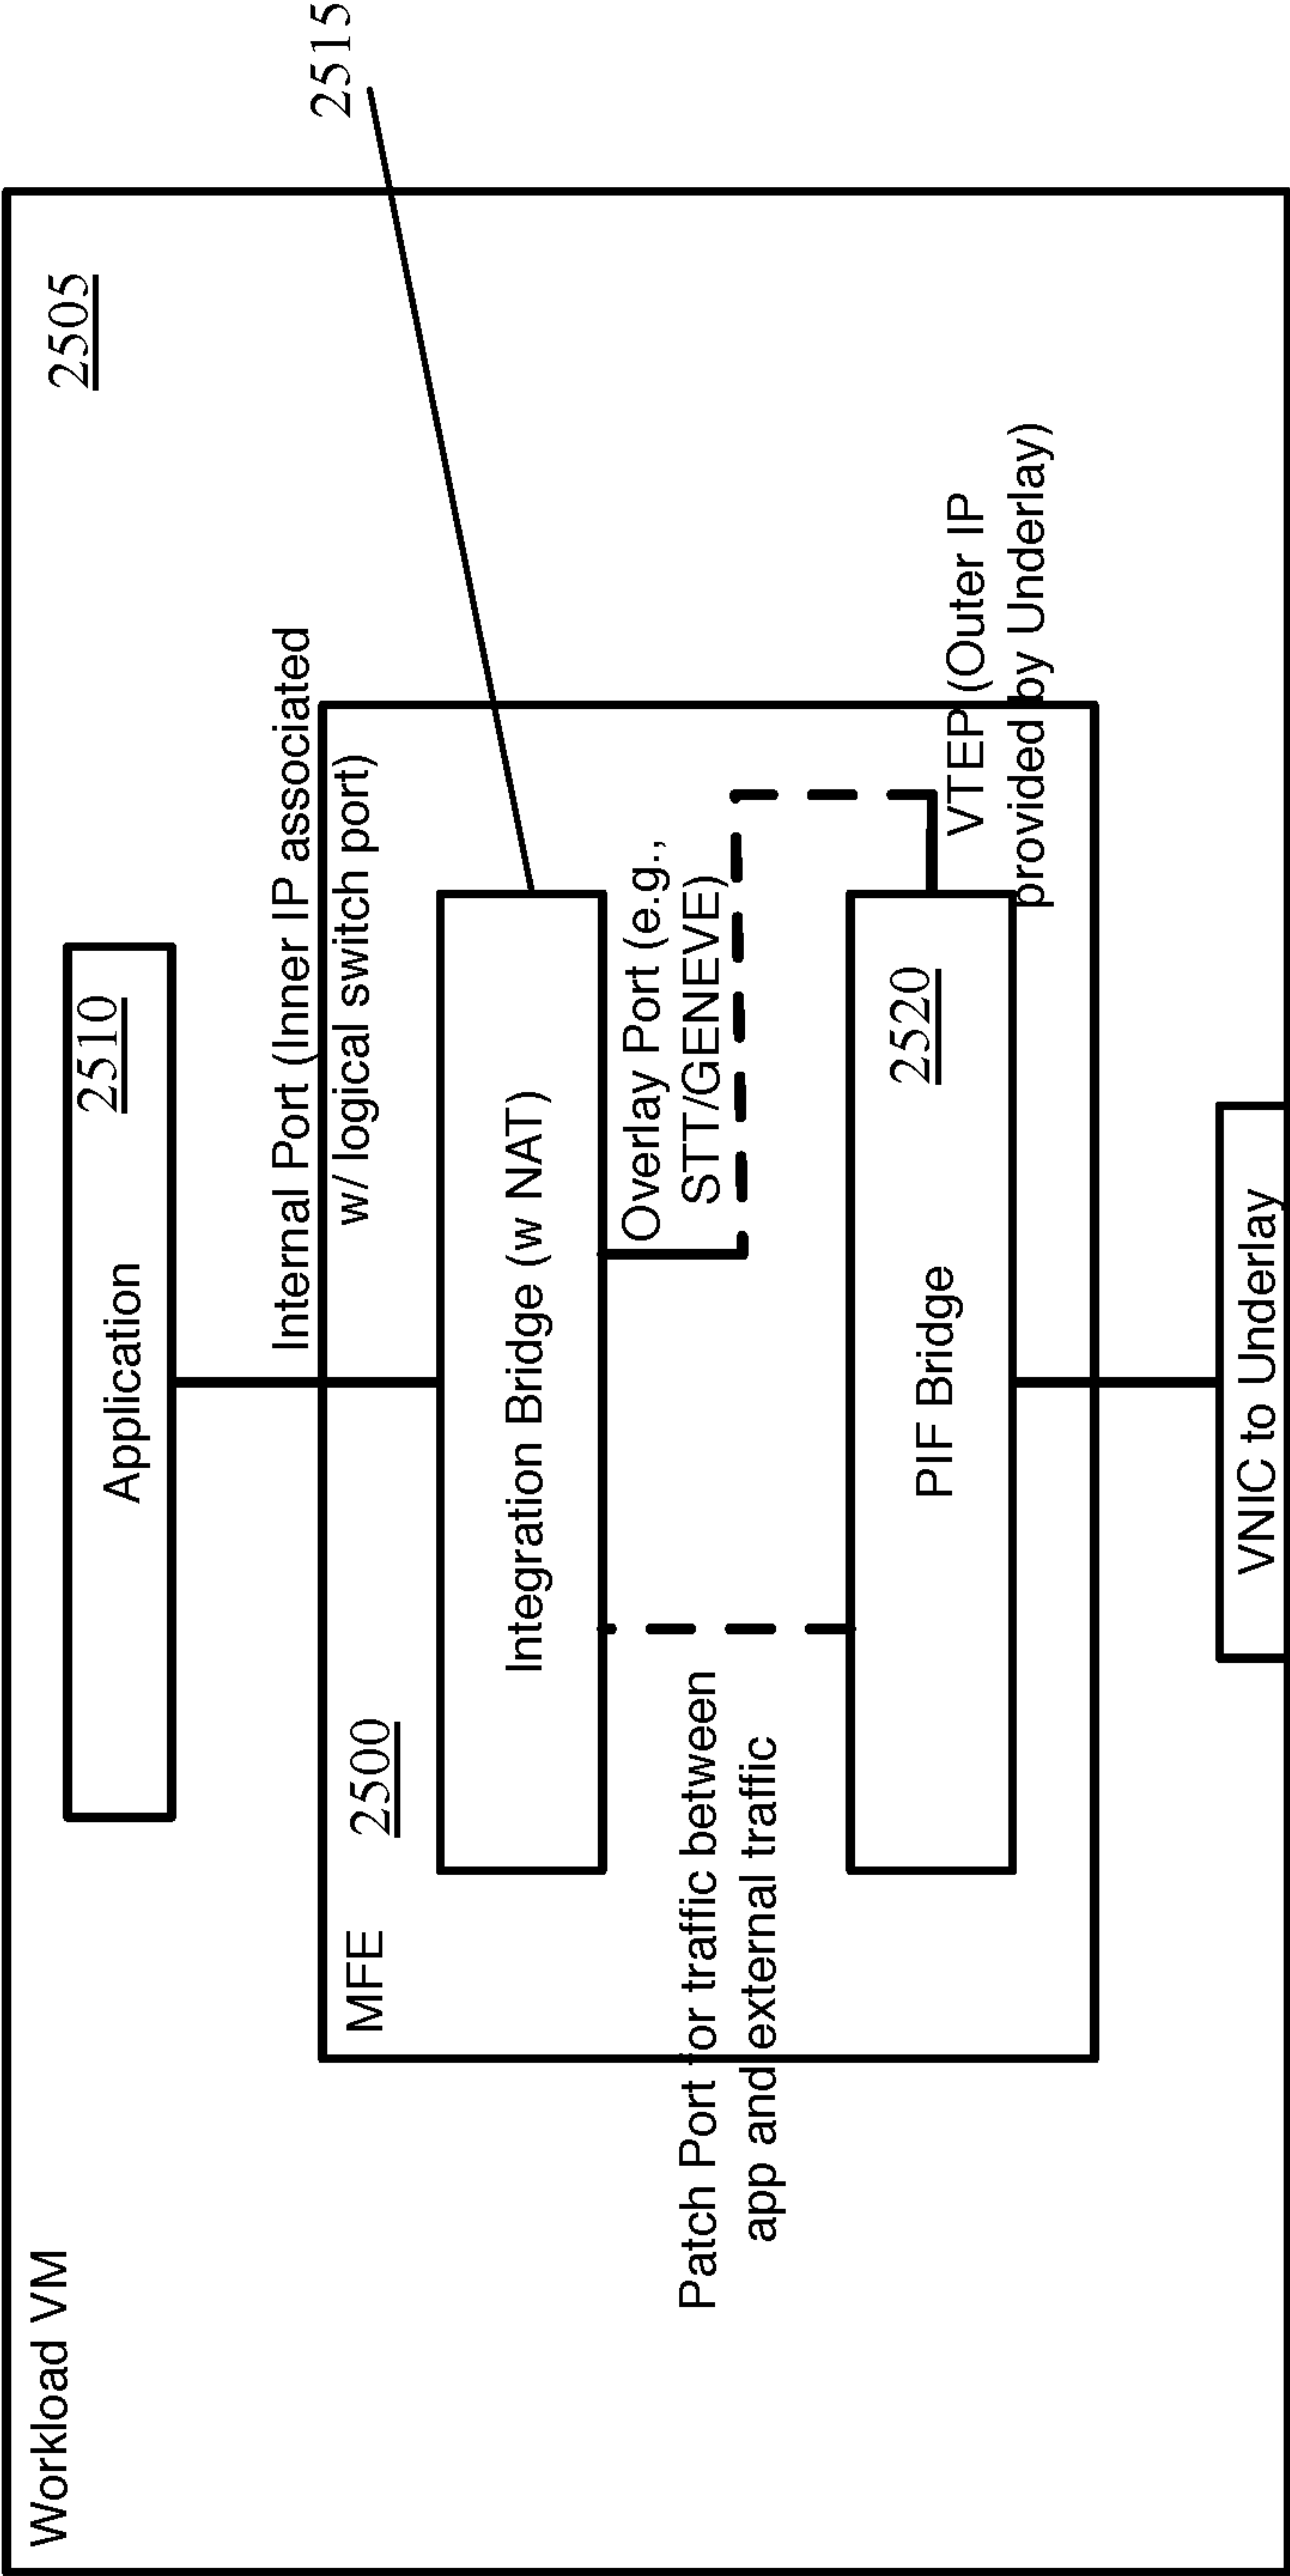 Workload VM
2505
Application
2510
Internal Port (Inner IP associated
w/ logical switch port)
MFE
2500
2515
Integration Bridge (w NAT)
Overlay Port (e.g.,
STT/GENEVE)
Patch Port for traffic between
app and external traffic
PIF Bridge
2520
VTEP (Outer IP
provided by Underlay)
VNIC to Underlay